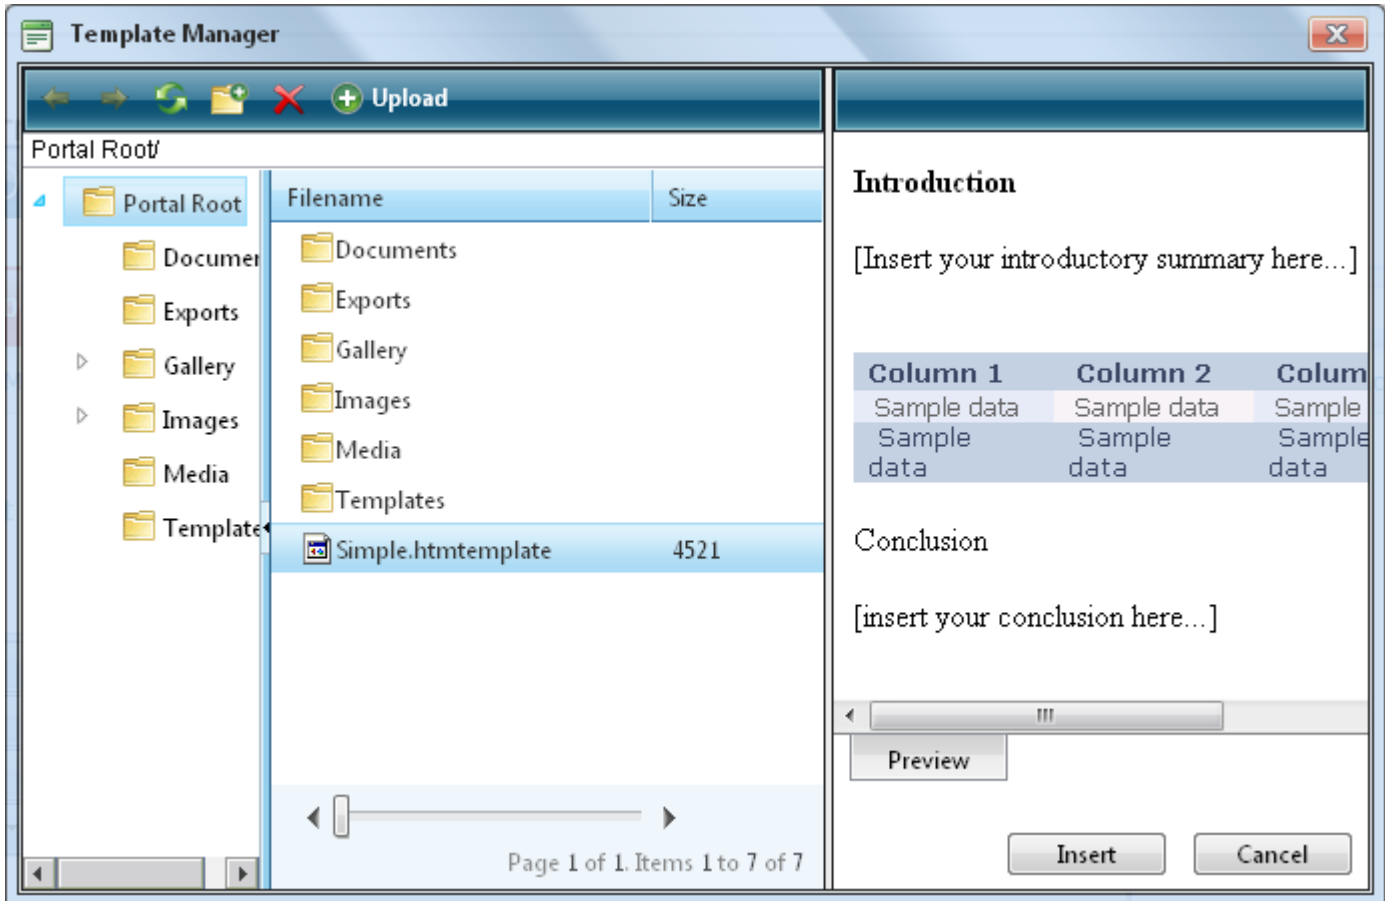 Template Manager
Upload
Portal Root/
Portal Root
Documer
Exports
Gallery
Images
Media
Template
Filename Size
Documents
Exports
Gallery
Images
Media
Templates
Simple.htmtemplate 4521
Page 1 of 1. Items 1 to 7 of 7
Introduction
[Insert your introductory summary here...]
Column 1 Column 2 Colum
Sample data Sample data Sample
Sample Sample Sample
data data data
Conclusion
[insert your conclusion here...]
Preview
Insert Cancel